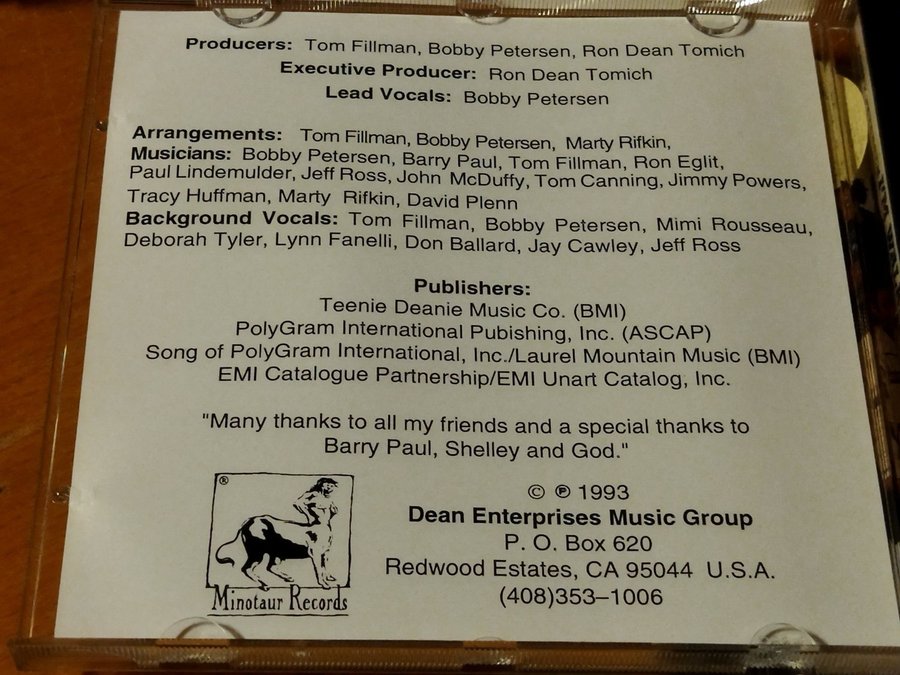 Producers: Tom Fillman, Bobby Petersen, Ron Dean Tomich
Executive Producer: Ron Dean Tomich
Lead Vocals: Bobby Petersen
Arrangements: Tom Fillman, Bobby Petersen, Marty Rifkin,
Musicians: Bobby Petersen, Barry Paul, Tom Fillman, Ron Eglit,
Paul Lindemulder, Jeff Ross, John McDuffy, Tom Canning, Jimmy Powers,
Tracy Huffman, Marty Rifkin, David Plenn
Background Vocals: Tom Fillman, Bobby Petersen, Mimi Rousseau,
Deborah Tyler, Lynn Fanelli, Don Ballard, Jay Cawley, Jeff Ross
Publishers:
Teenie Deanie Music Co. (BMI)
PolyGram International Pubishing, Inc. (ASCAP)
Song of PolyGram International, Inc./Laurel Mountain Music (BMI)
EMI Catalogue Partnership/EMI Unart Catalog, Inc.
"Many thanks to all my friends and a special thanks to
Barry Paul, Shelley and God."
®
Minotaur Records
© ℗ 1993
Dean Enterprises Music Group
P. O. Box 620
Redwood Estates, CA 95044 U.S.A.
(408)353–1006